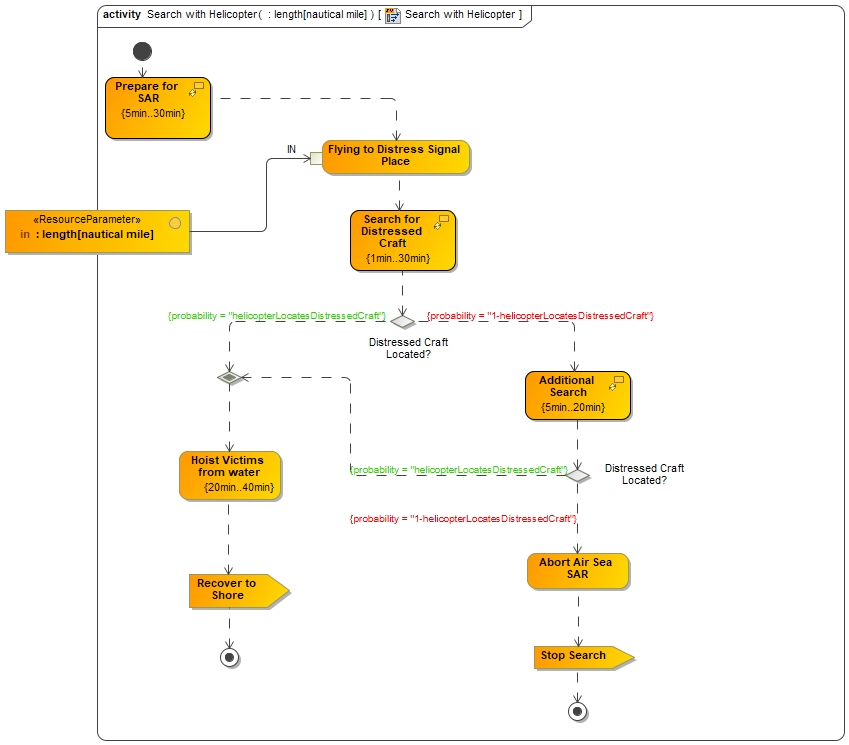 activity Search with Helicopter( : length[nautical mile] ) [ Search with Helicopter ]
Prepare for
SAR
{5min..30min}
IN
Flying to Distress Signal
Place
«ResourceParameter»
in : length[nautical mile]
Search for
Distressed
Craft
{1min..30min}
{probability = "helicopterLocatesDistressedCraft"}
{probability = "1-helicopterLocatesDistressedCraft"}
Distressed Craft
Located?
Additional
Search
{5min..20min}
Hoist Victims
from water
{20min..40min}
{probability = "helicopterLocatesDistressedCraft"}
Distressed Craft
Located?
{probability = "1-helicopterLocatesDistressedCraft"}
Abort Air Sea
SAR
Recover to
Shore
Stop Search